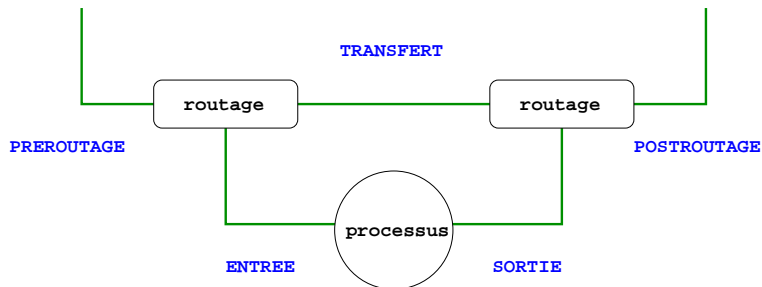 TRANSFERT
routage
routage
PREROUTAGE
POSTROUTAGE
processus
ENTREE
SORTIE